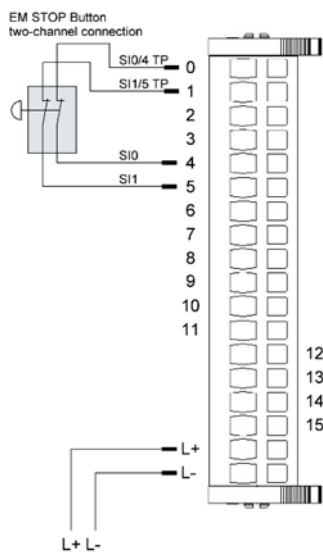 EM STOP Button
two-channel connection
SI0/4 TP
0
SI1/5 TP
1
2
3
SI0
4
SI1
5
6
7
8
9
10
11
12
13
14
15
L+
L-
L+ L-